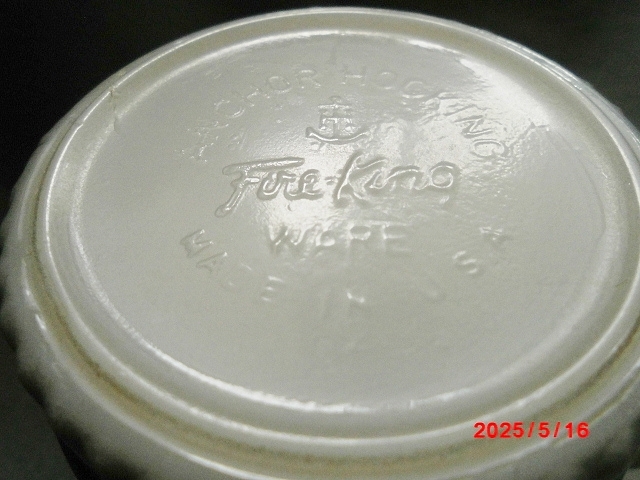 ANCHOR HOCKING
Fire-King
WARE
MADE IN U S A
2025/5/16